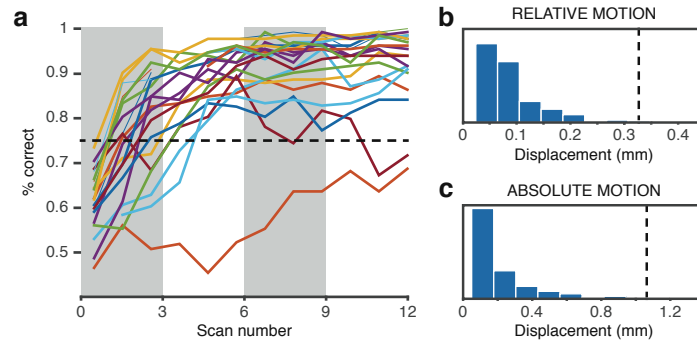 a
% correct
1
0.9
0.8
0.7
0.6
0.5
0 3 6 9 12
Scan number
b
RELATIVE MOTION
0 0.1 0.2 0.3 0.4
Displacement (mm)
c
ABSOLUTE MOTION
0 0.4 0.8 1.2
Displacement (mm)